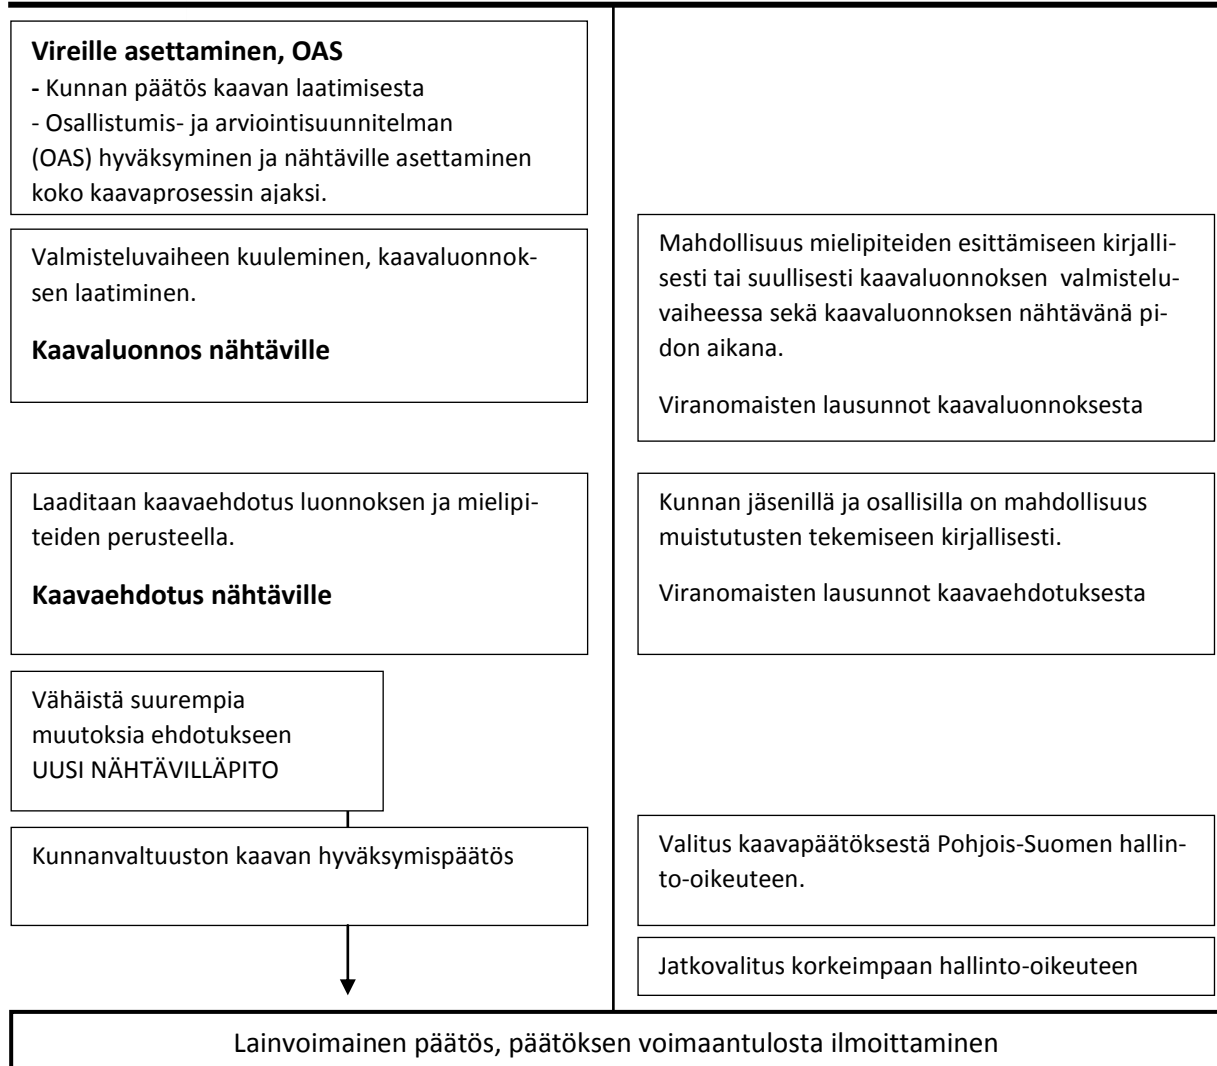 Vireille asettaminen, OAS
- Kunnan päätös kaavan laatimisesta
- Osallistumis- ja arviointisuunnitelman
(OAS) hyväksyminen ja nähtäville asettaminen
koko kaavaprosessin ajaksi.
Valmisteluvaiheen kuuleminen, kaavaluonnok-
sen laatiminen.
Kaavaluonnos nähtäville
Mahdollisuus mielipiteiden esittämiseen kirjalli-
sesti tai suullisesti kaavaluonnoksen valmistelu-
vaiheessa sekä kaavaluonnoksen nähtävänä pi-
don aikana.
Viranomaisten lausunnot kaavaluonnoksesta
Laaditaan kaavaehdotus luonnoksen ja mielipi-
teiden perusteella.
Kaavaehdotus nähtäville
Kunnan jäsenillä ja osallisilla on mahdollisuus
muistutusten tekemiseen kirjallisesti.
Viranomaisten lausunnot kaavaehdotuksesta
Vähäistä suurempia
muutoksia ehdotukseen
UUSI NÄHTÄVILLÄPITO
Kunnanvaltuuston kaavan hyväksymispäätös
Valitus kaavapäätöksestä Pohjois-Suomen hallin-
to-oikeuteen.
Jatkovalitus korkeimpaan hallinto-oikeuteen
Lainvoimainen päätös, päätöksen voimaantulosta ilmoittaminen